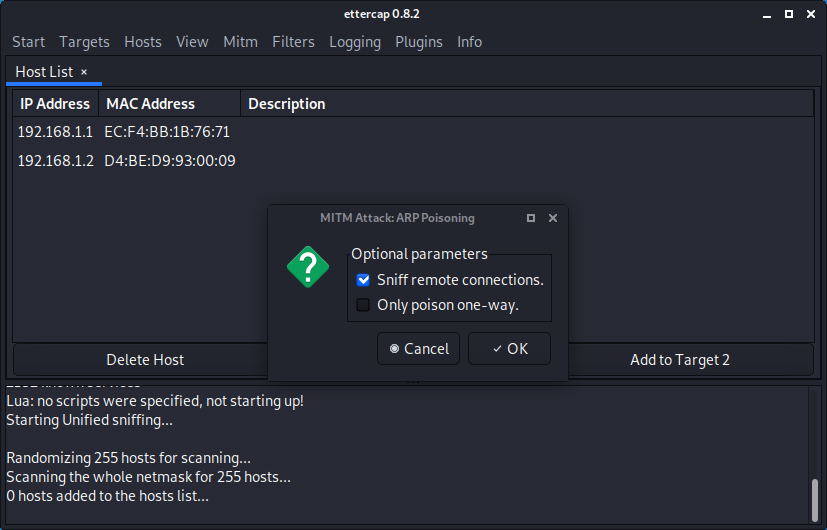 ettercap 0.8.2
Start Targets Hosts View Mitm Filters Logging Plugins Info
Host List ×
IP Address MAC Address Description
192.168.1.1 EC:F4:BB:1B:76:71
192.168.1.2 D4:BE:D9:93:00:09
MITM Attack: ARP Poisoning
Optional parameters
Sniff remote connections.
Only poison one-way.
Cancel OK
Delete Host Add to Target 2
Lua: no scripts were specified, not starting up!
Starting Unified sniffing...
Randomizing 255 hosts for scanning...
Scanning the whole netmask for 255 hosts...
0 hosts added to the hosts list...